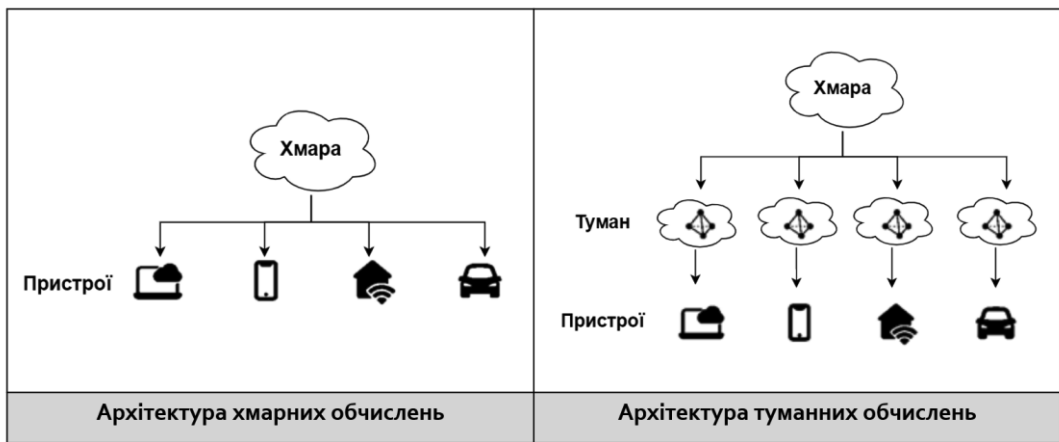 Хмара
Пристрої
Архітектура хмарних обчислень
Хмара
Туман
Пристрої
Архітектура туманних обчислень